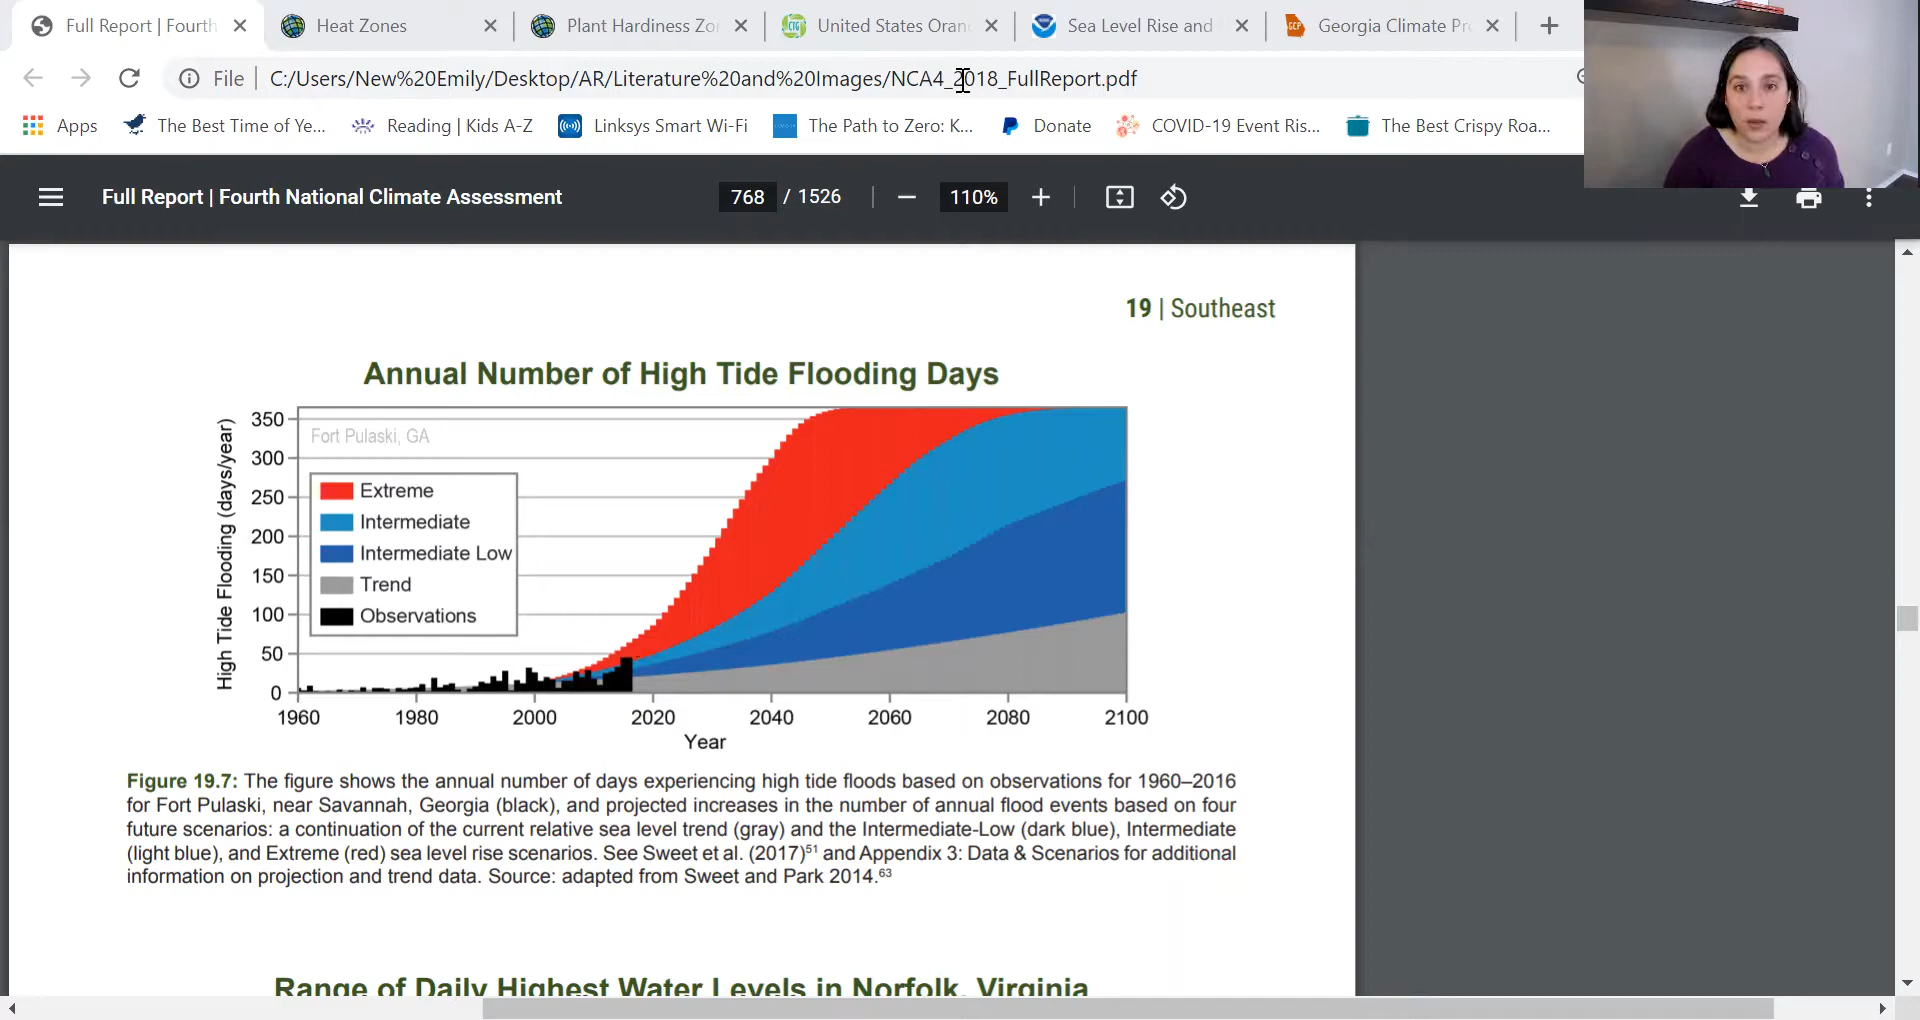 Full Report | Fourth
Heat Zones
Plant Hardiness Zo
United States Oran
Sea Level Rise and
Georgia Climate Pr
File
C:/Users/New%20Emily/Desktop/AR/Literature%20and%20Images/NCA4_2018_FullReport.pdf
Apps
The Best Time of Ye...
Reading | Kids A-Z
Linksys Smart Wi-Fi
The Path to Zero: K...
Donate
COVID-19 Event Ris...
The Best Crispy Roa...
Full Report | Fourth National Climate Assessment
768 / 1526
110%
19 | Southeast
Annual Number of High Tide Flooding Days
High Tide Flooding (days/year)
350
300
250
200
150
100
50
0
Fort Pulaski, GA
Extreme
Intermediate
Intermediate Low
Trend
Observations
1960 1980 2000 2020 2040 2060 2080 2100
Year
Figure 19.7: The figure shows the annual number of days experiencing high tide floods based on observations for 1960–2016
for Fort Pulaski, near Savannah, Georgia (black), and projected increases in the number of annual flood events based on four
future scenarios: a continuation of the current relative sea level trend (gray) and the Intermediate-Low (dark blue), Intermediate
(light blue), and Extreme (red) sea level rise scenarios. See Sweet et al. (2017)⁵¹ and Appendix 3: Data & Scenarios for additional
information on projection and trend data. Source: adapted from Sweet and Park 2014.⁶³
Range of Daily Highest Water Levels in Norfolk, Virginia